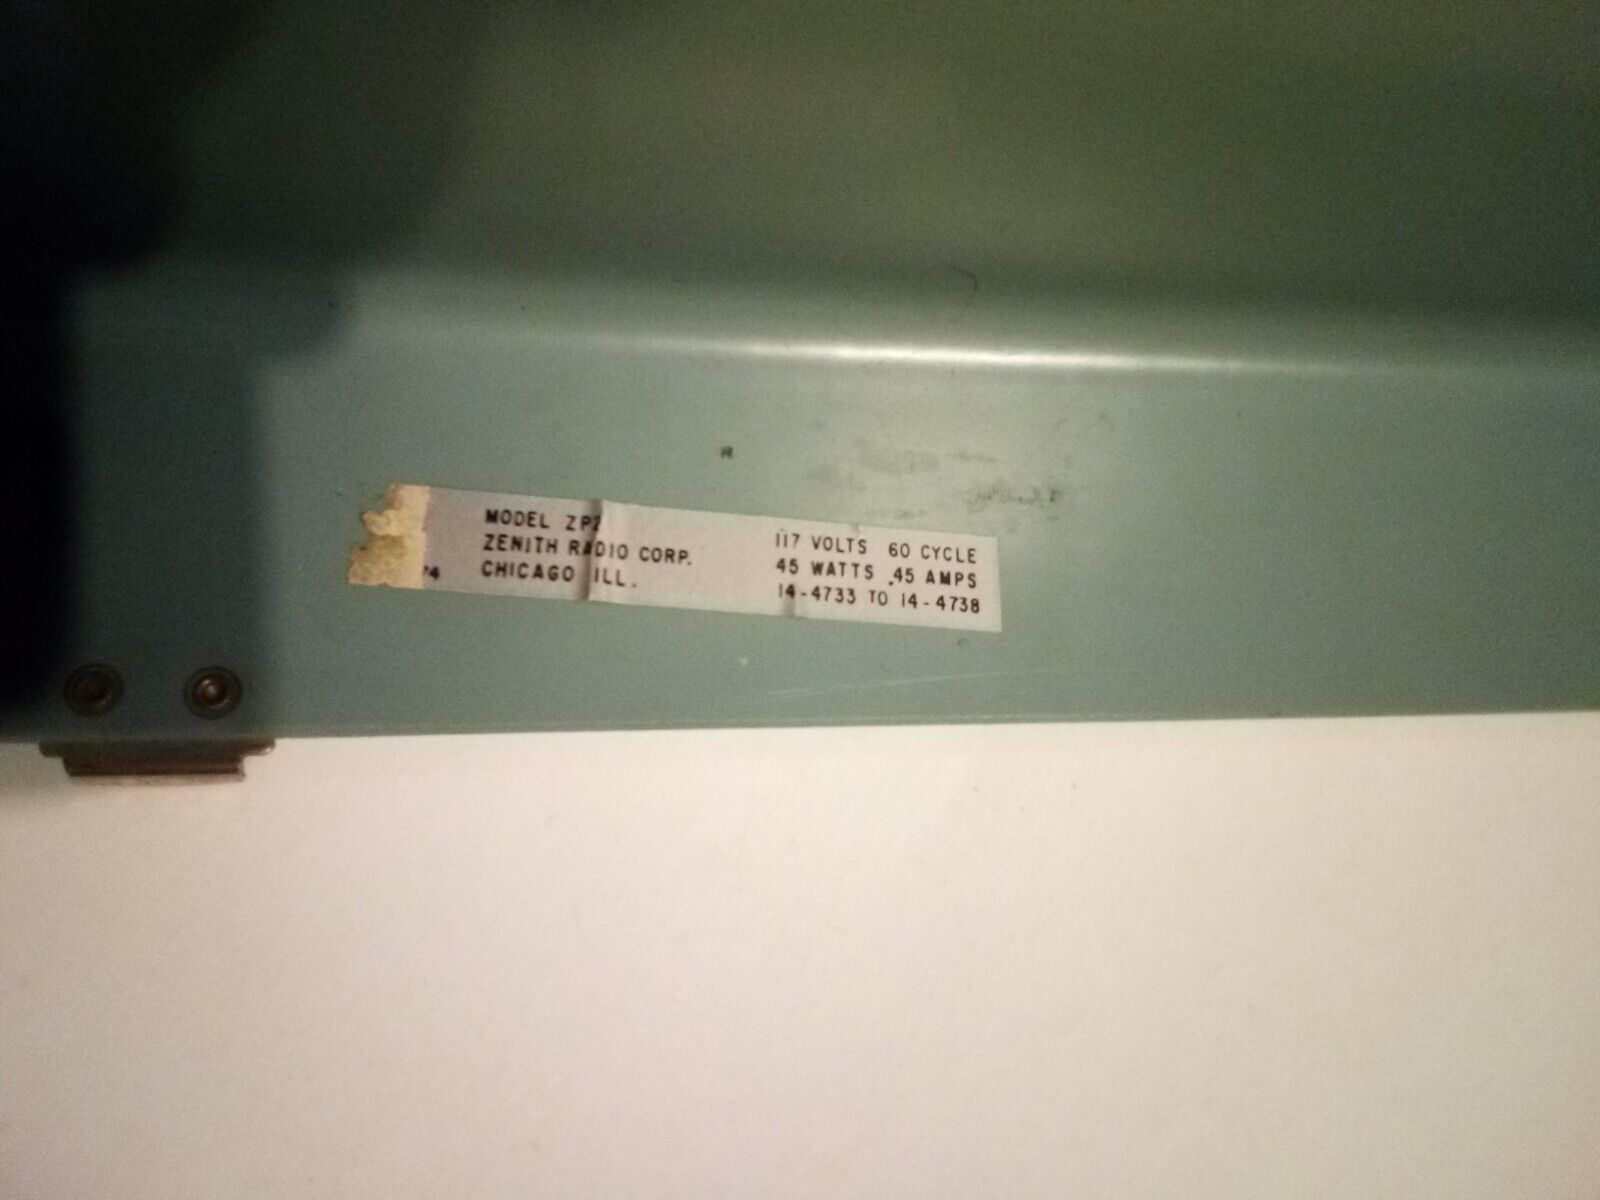 MODEL ZP2
ZENITH RADIO CORP.
CHICAGO ILL.
117 VOLTS 60 CYCLE
45 WATTS .45 AMPS
14-4733 TO 14-4738